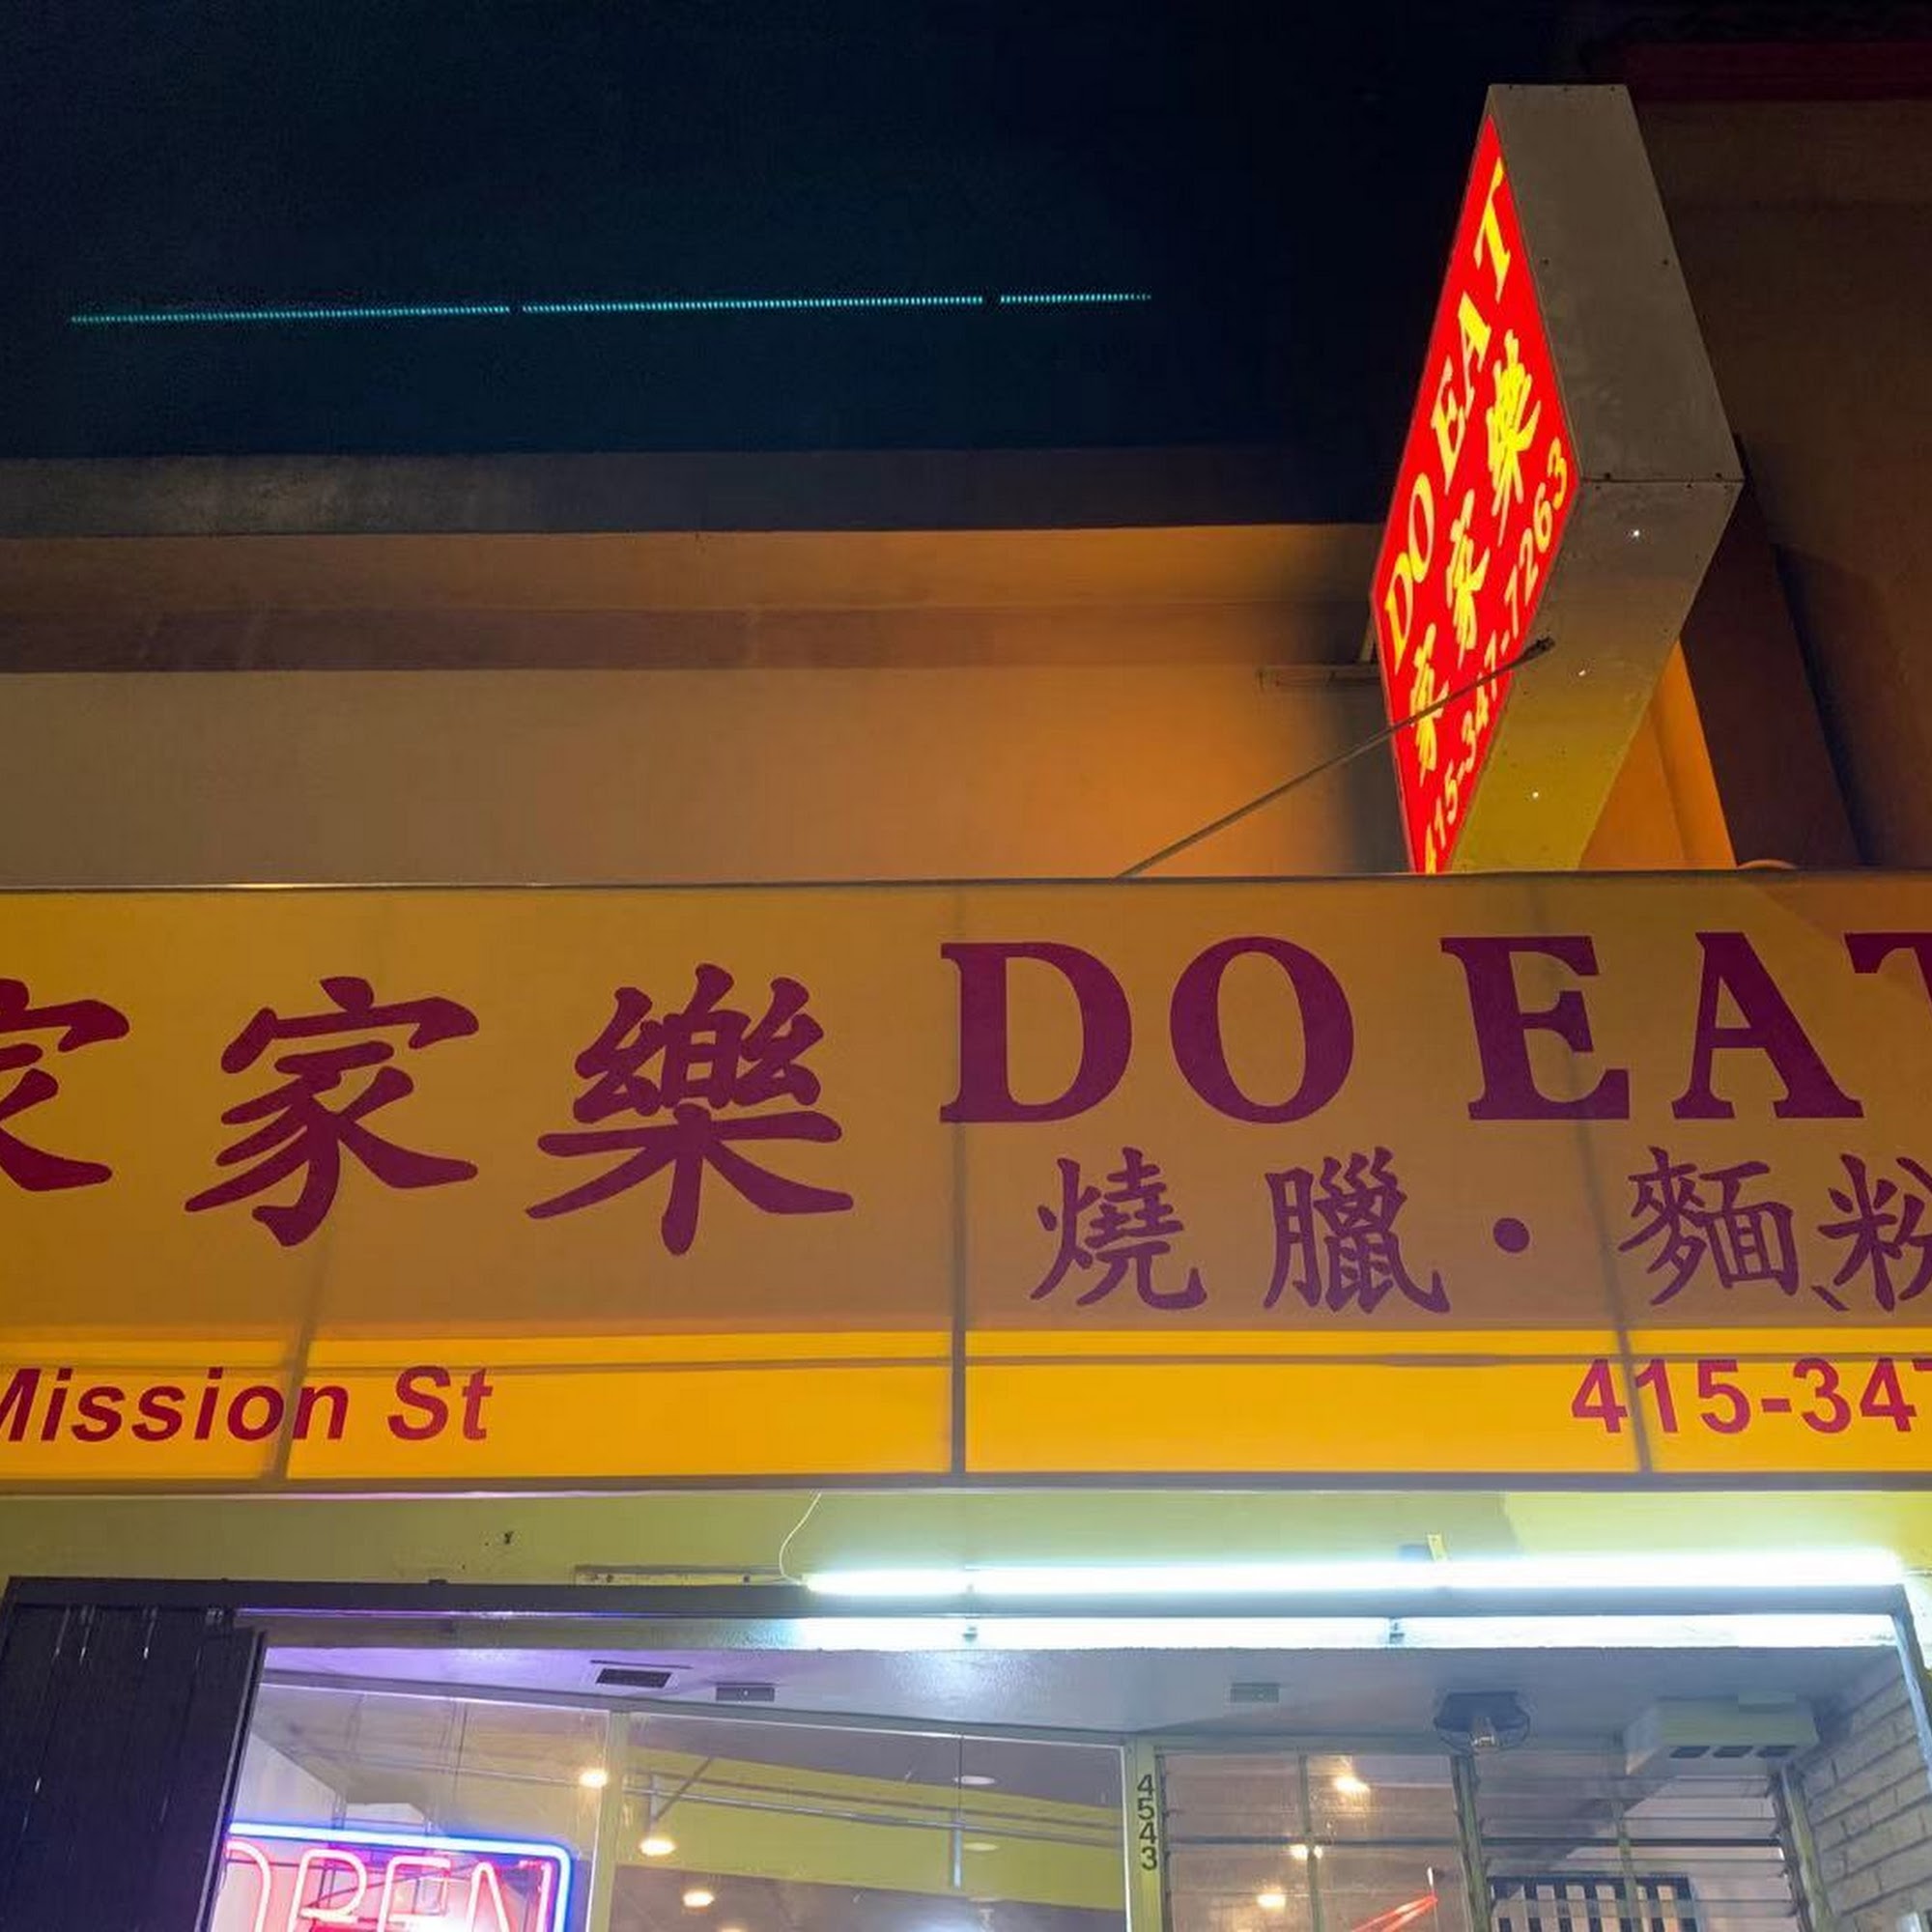 DO EAT
家家樂
415-347-7263
家家樂
DO EAT
燒臘・麵粉
Mission St
415-347
4543
OPEN